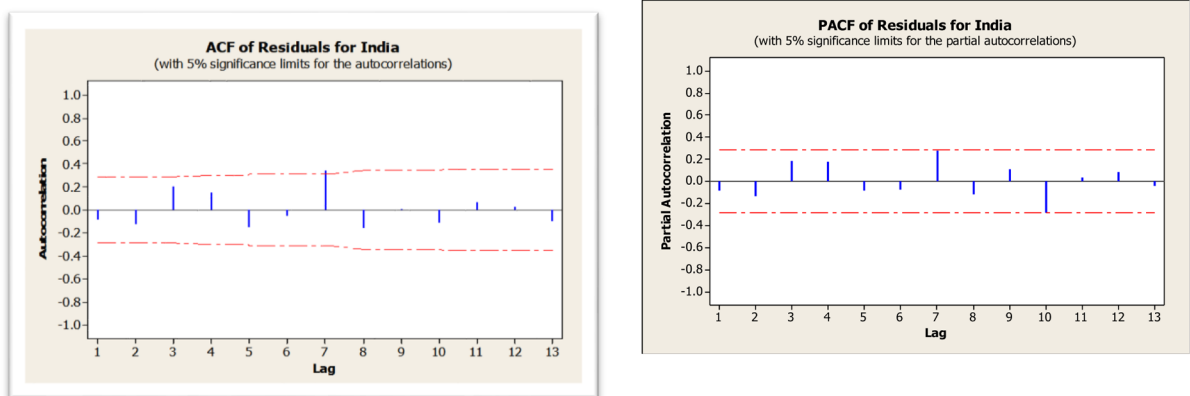 ACF of Residuals for India
(with 5% significance limits for the autocorrelations)
1.0
0.8
0.6
0.4
0.2
0.0
-0.2
-0.4
-0.6
-0.8
-1.0
Autocorrelation
1 2 3 4 5 6 7 8 9 10 11 12 13
Lag
PACF of Residuals for India
(with 5% significance limits for the partial autocorrelations)
1.0
0.8
0.6
0.4
0.2
0.0
-0.2
-0.4
-0.6
-0.8
-1.0
Partial Autocorrelation
1 2 3 4 5 6 7 8 9 10 11 12 13
Lag